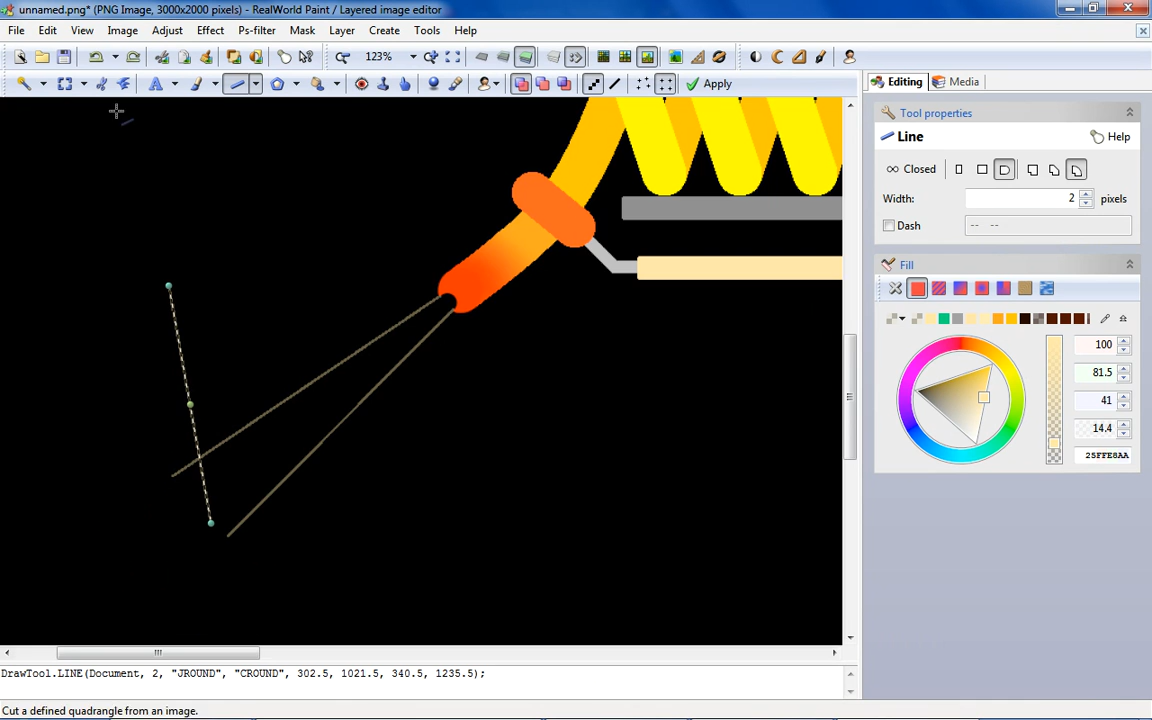 unnamed.png* (PNG Image, 3000x2000 pixels) - RealWorld Paint / Layered image editor
File Edit View Image Adjust Effect Ps-filter Mask Layer Create Tools Help
123%
Apply
Editing Media
Tool properties
Line Help
Closed
Width: 2 pixels
Dash -- --
Fill
100
81.5
41
14.4
25FFE8AA
DrawTool.LINE(Document, 2, "JROUND", "CROUND", 302.5, 1021.5, 340.5, 1235.5);
Cut a defined quadrangle from an image.